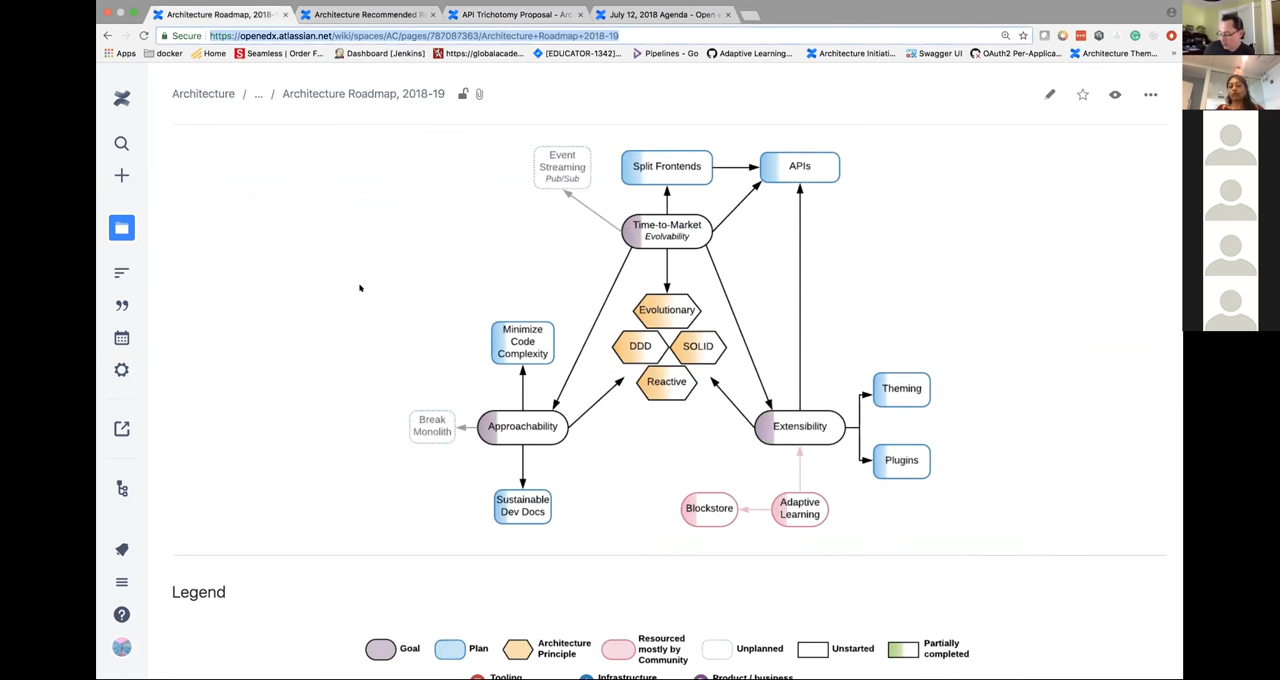 Architecture Roadmap, 2018-
Architecture Recommended R
API Trichotomy Proposal - Arc
July 12, 2018 Agenda - Open e
Secure
https://openedx.atlassian.net/wiki/spaces/AC/pages/787087363/Architecture+Roadmap+2018-19
Apps
docker
Home
Seamless | Order F...
Dashboard [Jenkins]
https://globalacade...
[EDUCATOR-1342]...
Pipelines - Go
Adaptive Learning...
Architecture Initiati...
Swagger UI
OAuth2 Per-Applica...
Architecture Them...
»
Architecture / ... / Architecture Roadmap, 2018-19
Event
Streaming
Pub/Sub
Split Frontends
APIs
Time-to-Market
Evolvability
Evolutionary
DDD
SOLID
Reactive
Minimize
Code
Complexity
Break
Monolith
Approachability
Sustainable
Dev Docs
Extensibility
Theming
Plugins
Blockstore
Adaptive
Learning
Legend
Goal
Plan
Architecture
Principle
Resourced
mostly by
Community
Unplanned
Unstarted
Partially
completed
Tooling
Infrastructure
Product / business